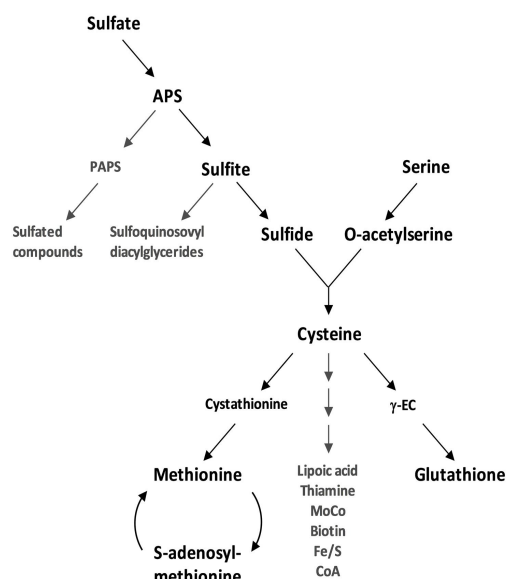 Sulfate
APS
PAPS
Sulfite
Serine
Sulfated
compounds
Sulfoquinosovyl
diacylglycerides
Sulfide
O-acetylserine
Cysteine
Cystathionine
γ-EC
Methionine
Lipoic acid
Thiamine
MoCo
Biotin
Fe/S
CoA
Glutathione
S-adenosyl-
methionine